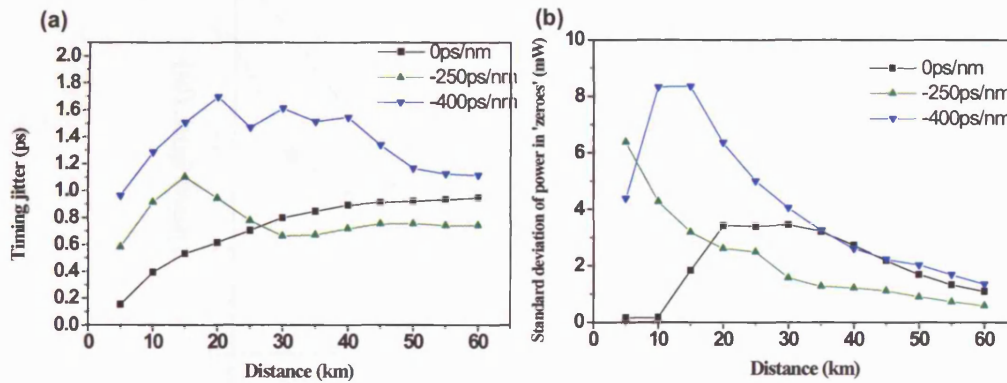 (a)
2.0
1.8
1.6
1.4
1.2
1.0
0.8
0.6
0.4
0.2
0.0
Timing jitter (ps)
0ps/nm
-250ps/nm
-400ps/nm
0 10 20 30 40 50 60
Distance (km)
(b)
10
8
6
4
2
0
Standard deviation of power in 'zeroes' (mW)
0ps/nm
-250ps/nm
-400ps/nm
0 10 20 30 40 50 60
Distance (km)